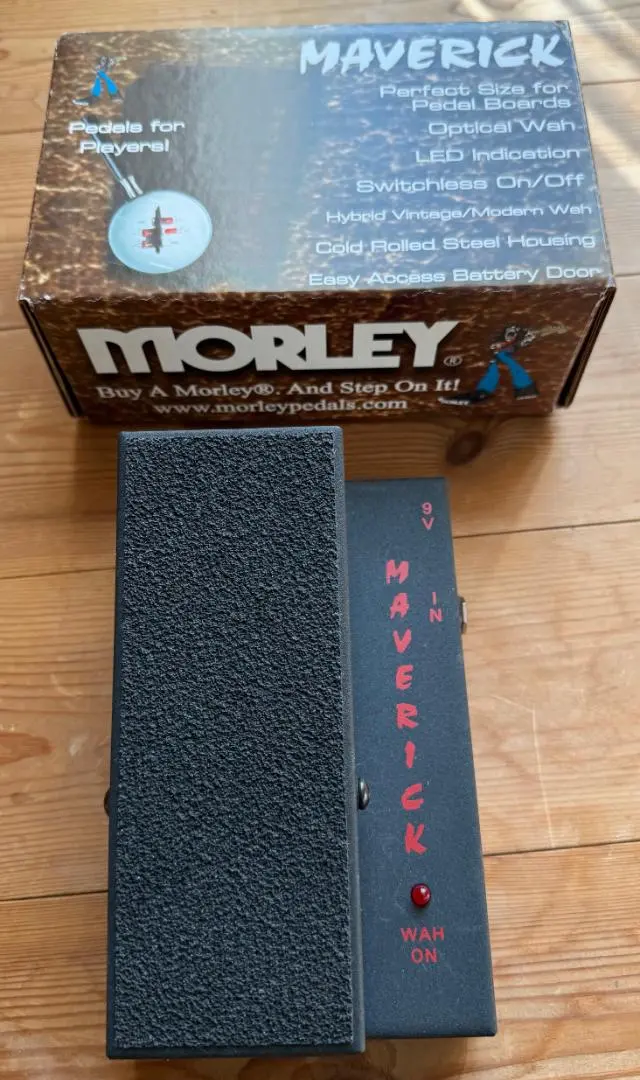 MAVERICK
Perfect Size for
Pedal Boards
Pedals for
Players!
Optical Wah
LED Indication
Switchless On/Off
Hybrid Vintage/Modern Wah
Cold Rolled Steel Housing
Easy Access Battery Door
MORLEY®
Buy A Morley®. And Step On It!
www.morleypedals.com
9V
IN
MAVERICK
WAH
ON